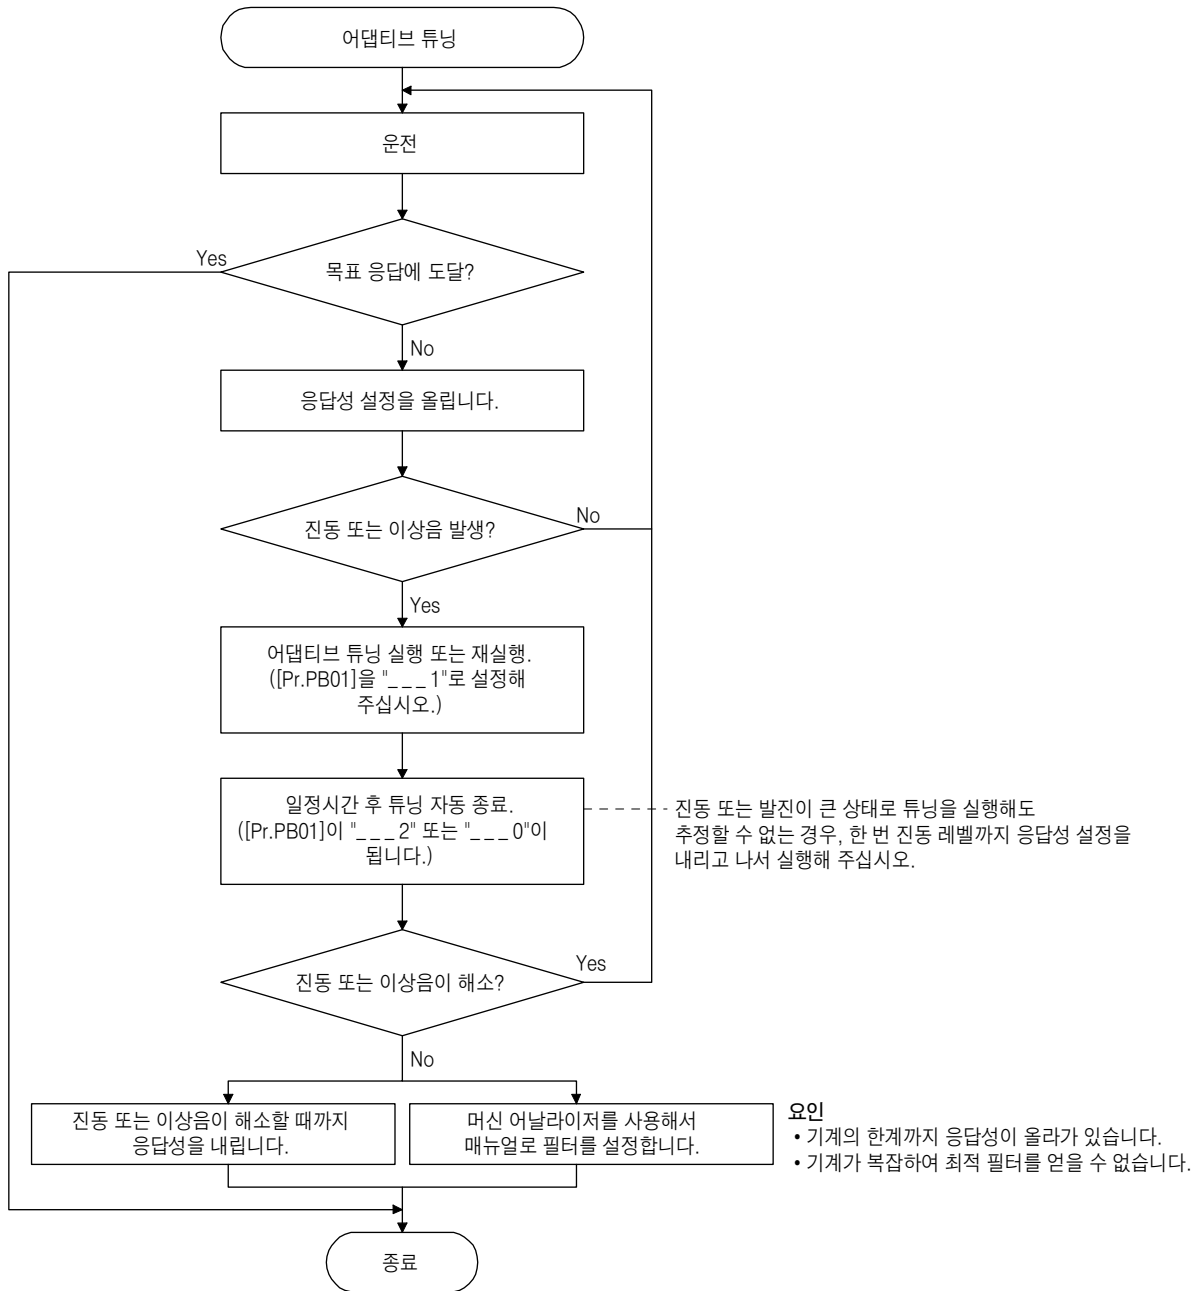 어댑티브 튜닝
운전
Yes
목표 응답에 도달?
No
응답성 설정을 올립니다.
진동 또는 이상음 발생?
No
Yes
어댑티브 튜닝 실행 또는 재실행.
([Pr.PB01]을 "_ _ _ 1"로 설정해
주십시오.)
일정시간 후 튜닝 자동 종료.
([Pr.PB01]이 "_ _ _ 2" 또는 "_ _ _ 0"이
됩니다.)
진동 또는 발진이 큰 상태로 튜닝을 실행해도
추정할 수 없는 경우, 한 번 진동 레벨까지 응답성 설정을
내리고 나서 실행해 주십시오.
진동 또는 이상음이 해소?
Yes
No
진동 또는 이상음이 해소할 때까지
응답성을 내립니다.
머신 어날라이저를 사용해서
매뉴얼로 필터를 설정합니다.
요인
• 기계의 한계까지 응답성이 올라가 있습니다.
• 기계가 복잡하여 최적 필터를 얻을 수 없습니다.
종료